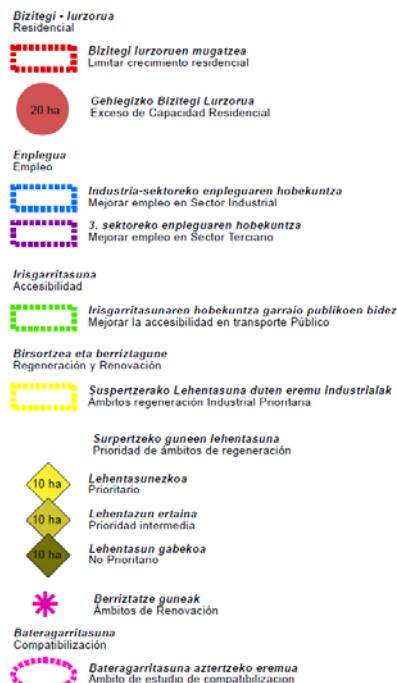 Bizitegi - lurzorua
Residencial
Bizitegi lurzoruen mugatzea
Limitar crecimiento residencial
20 ha
Gehiegizko Bizitegi Lurzorua
Exceso de Capacidad Residencial
Enplegua
Empleo
Industria-sektoreko enpleguaren hobekuntza
Mejorar empleo en Sector Industrial
3. sektoreko enpleguaren hobekuntza
Mejorar empleo en Sector Terciario
Irisgarritasuna
Accesibilidad
Irisgarritasunaren hobekuntza garraio publikoen bidez
Mejorar la accesibilidad en transporte Público
Birsortzea eta berriztagune
Regeneración y Renovación
Suspertzerako Lehentasuna duten eremu industrialak
Ámbitos regeneración Industrial Prioritaria
Surpertzeko guneen lehentasuna
Prioridad de ámbitos de regeneración
10 ha
Lehentasunezkoa
Prioritario
10 ha
Lehentazun ertaina
Prioridad intermedia
10 ha
Lehentasun gabekoa
No Prioritario
Berriztatze guneak
Ámbitos de Renovación
Bateragarritasuna
Compatibilización
Bateragarritasuna aztertzeko eremua
Ámbito de estudio de compatibilizacion